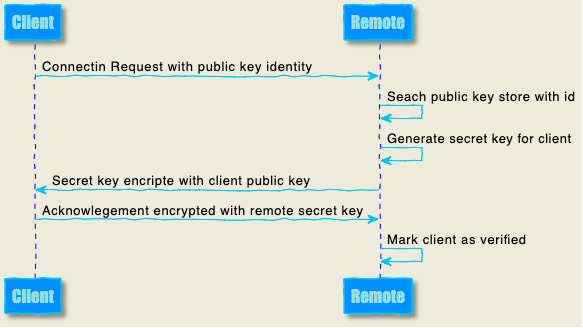 Client
Remote
Connectin Request with public key identity
Seach public key store with id
Generate secret key for client
Secret key encripte with client public key
Acknowlegement encrypted with remote secret key
Mark client as verified
Client
Remote